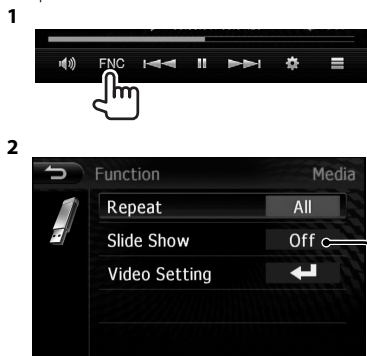 1
FNC
2
Function Media
Repeat All
Slide Show Off
Video Setting